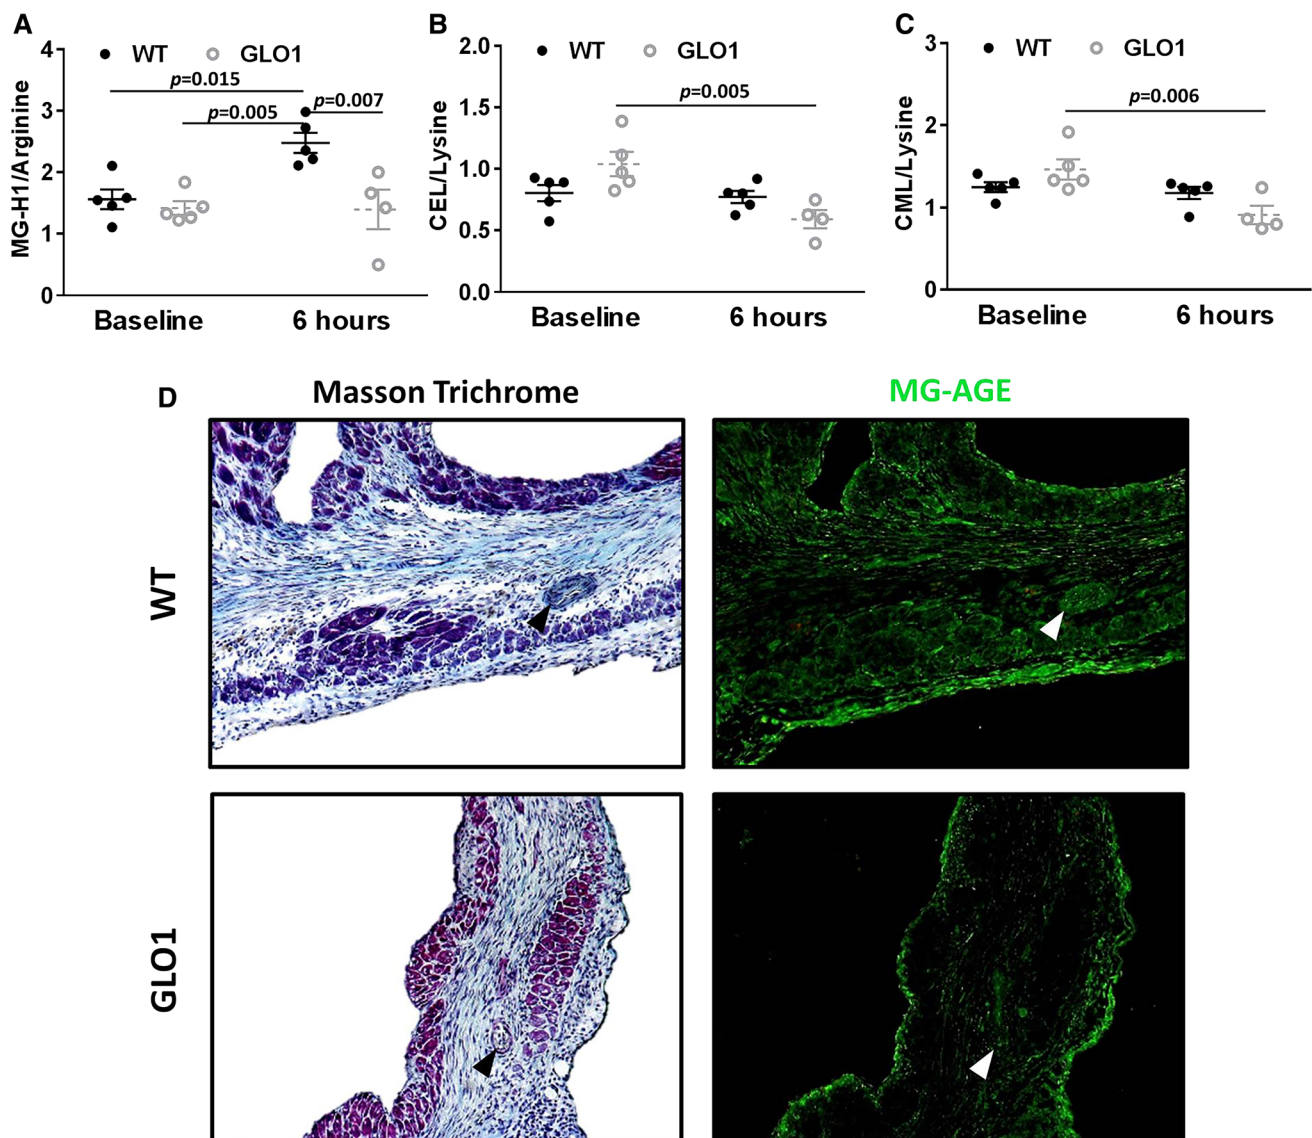 A
WT GLO1
MG-H1/Arginine
4
3
2
1
0
p=0.015
p=0.005
p=0.007
Baseline 6 hours
B
WT GLO1
CEL/Lysine
2.0
1.5
1.0
0.5
0.0
p=0.005
Baseline 6 hours
C
WT GLO1
CML/Lysine
3
2
1
0
p=0.006
Baseline 6 hours
D
Masson Trichrome MG-AGE
WT
GLO1